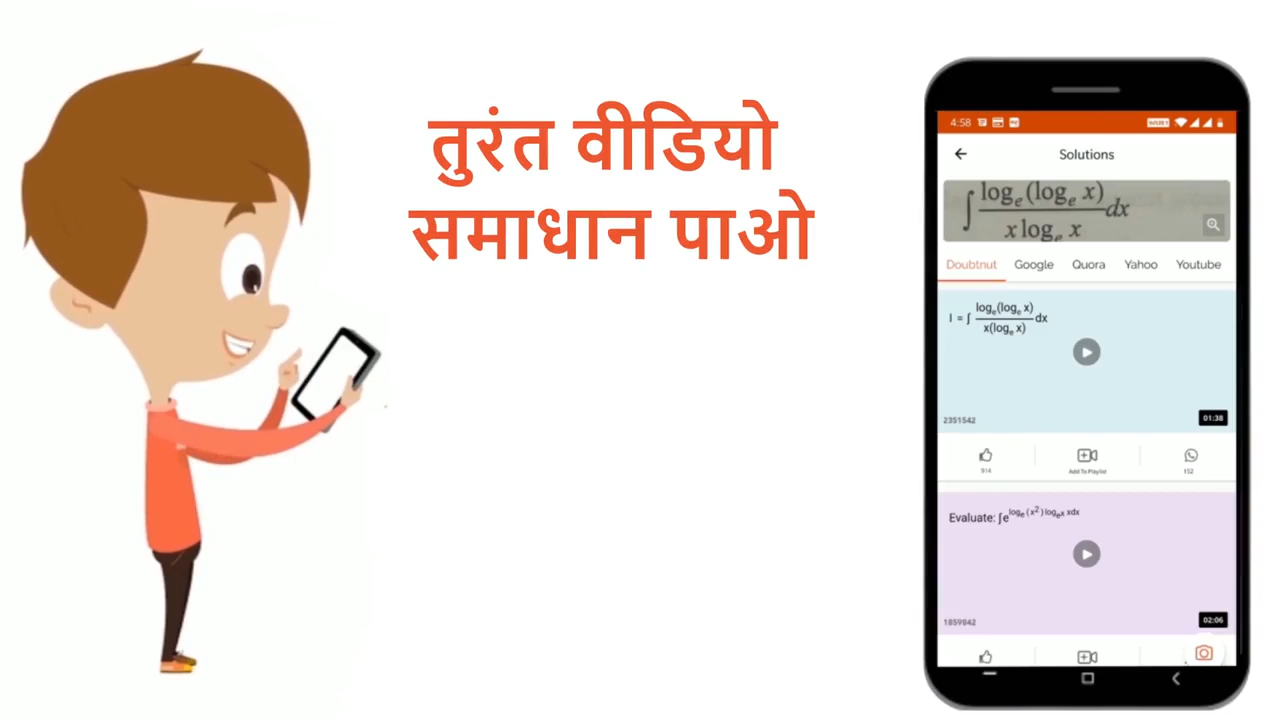 तुरंत वीडियो
समाधान पाओ
4:58
Solutions
∫ logₑ(logₑ x) / x logₑ x dx
Doubtnut Google Quora Yahoo Youtube
I = ∫ logₑ(logₑ x) / x(logₑ x) dx
2351542
01:38
914
Add To Playlist
152
Evaluate: ∫e^logₑ(x²)logₑx xdx
1859842
02:06